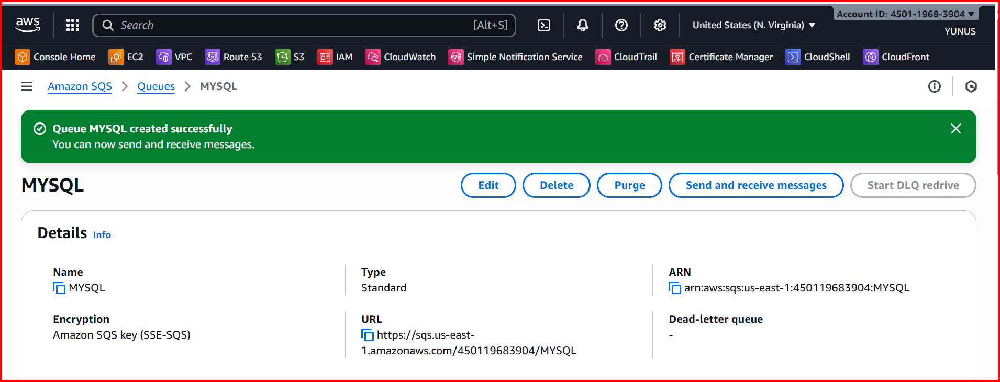 aws
Search [Alt+S]
United States (N. Virginia)
Account ID: 4501-1968-3904
YUNUS
Console Home EC2 VPC Route 53 S3 IAM CloudWatch Simple Notification Service CloudTrail Certificate Manager CloudShell CloudFront
Amazon SQS Queues MYSQL
Queue MYSQL created successfully
You can now send and receive messages.
MYSQL
Edit Delete Purge Send and receive messages Start DLQ redrive
Details Info
Name
MYSQL
Type
Standard
ARN
arn:aws:sqs:us-east-1:450119683904:MYSQL
Encryption
Amazon SQS key (SSE-SQS)
URL
https://sqs.us-east-
1.amazonaws.com/450119683904/MYSQL
Dead-letter queue
-